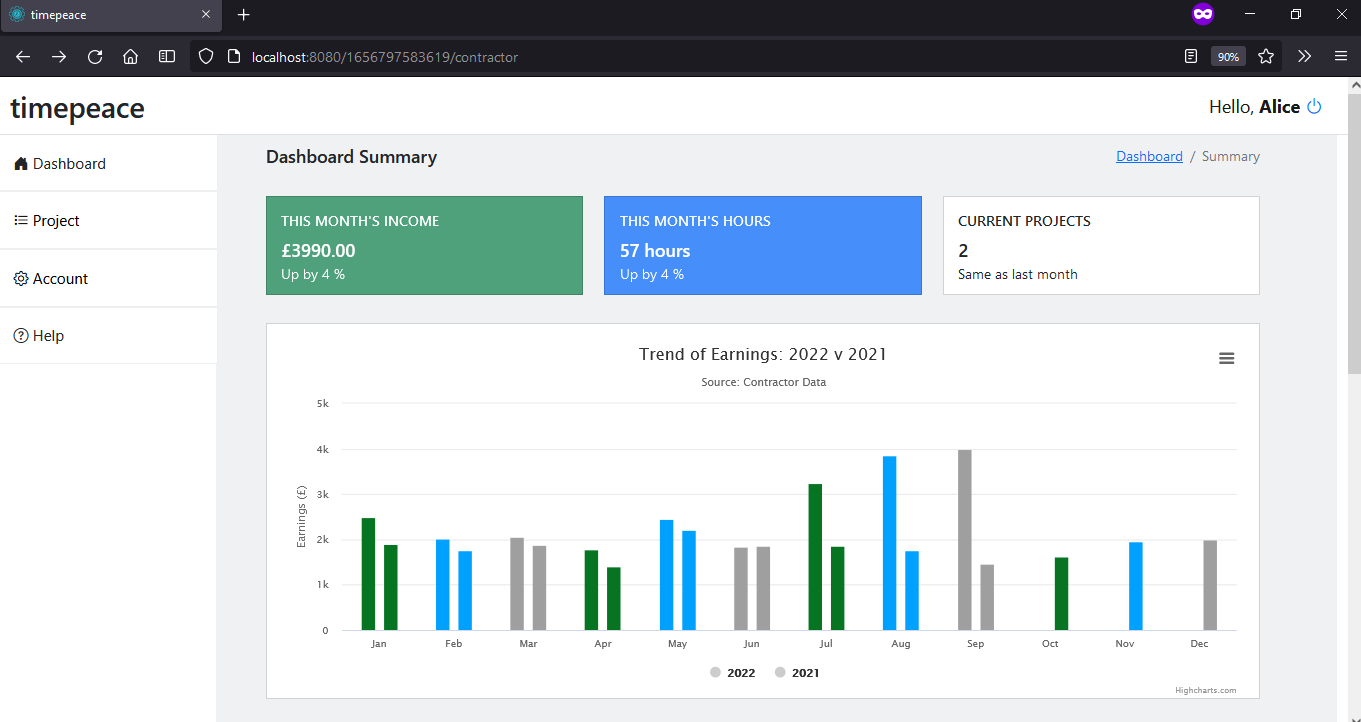 timepeace
localhost:8080/1656797583619/contractor
90%
timepeace
Hello, Alice
Dashboard
Project
Account
Help
Dashboard Summary
Dashboard / Summary
THIS MONTH'S INCOME
£3990.00
Up by 4 %
THIS MONTH'S HOURS
57 hours
Up by 4 %
CURRENT PROJECTS
2
Same as last month
Trend of Earnings: 2022 v 2021
Source: Contractor Data
Earnings (£)
5k
4k
3k
2k
1k
0
Jan Feb Mar Apr May Jun Jul Aug Sep Oct Nov Dec
2022 2021
Highcharts.com